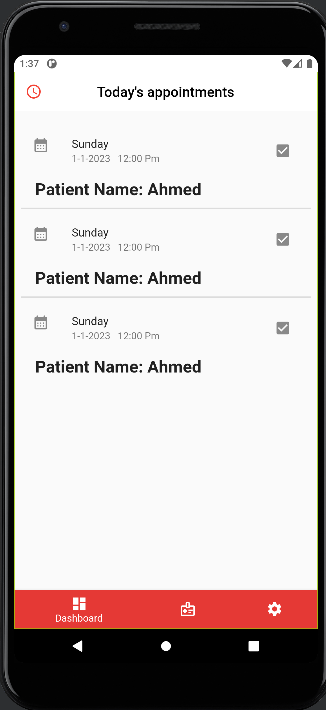 1:37
Today's appointments
Sunday
1-1-2023 12:00 Pm
Patient Name: Ahmed
Sunday
1-1-2023 12:00 Pm
Patient Name: Ahmed
Sunday
1-1-2023 12:00 Pm
Patient Name: Ahmed
Dashboard